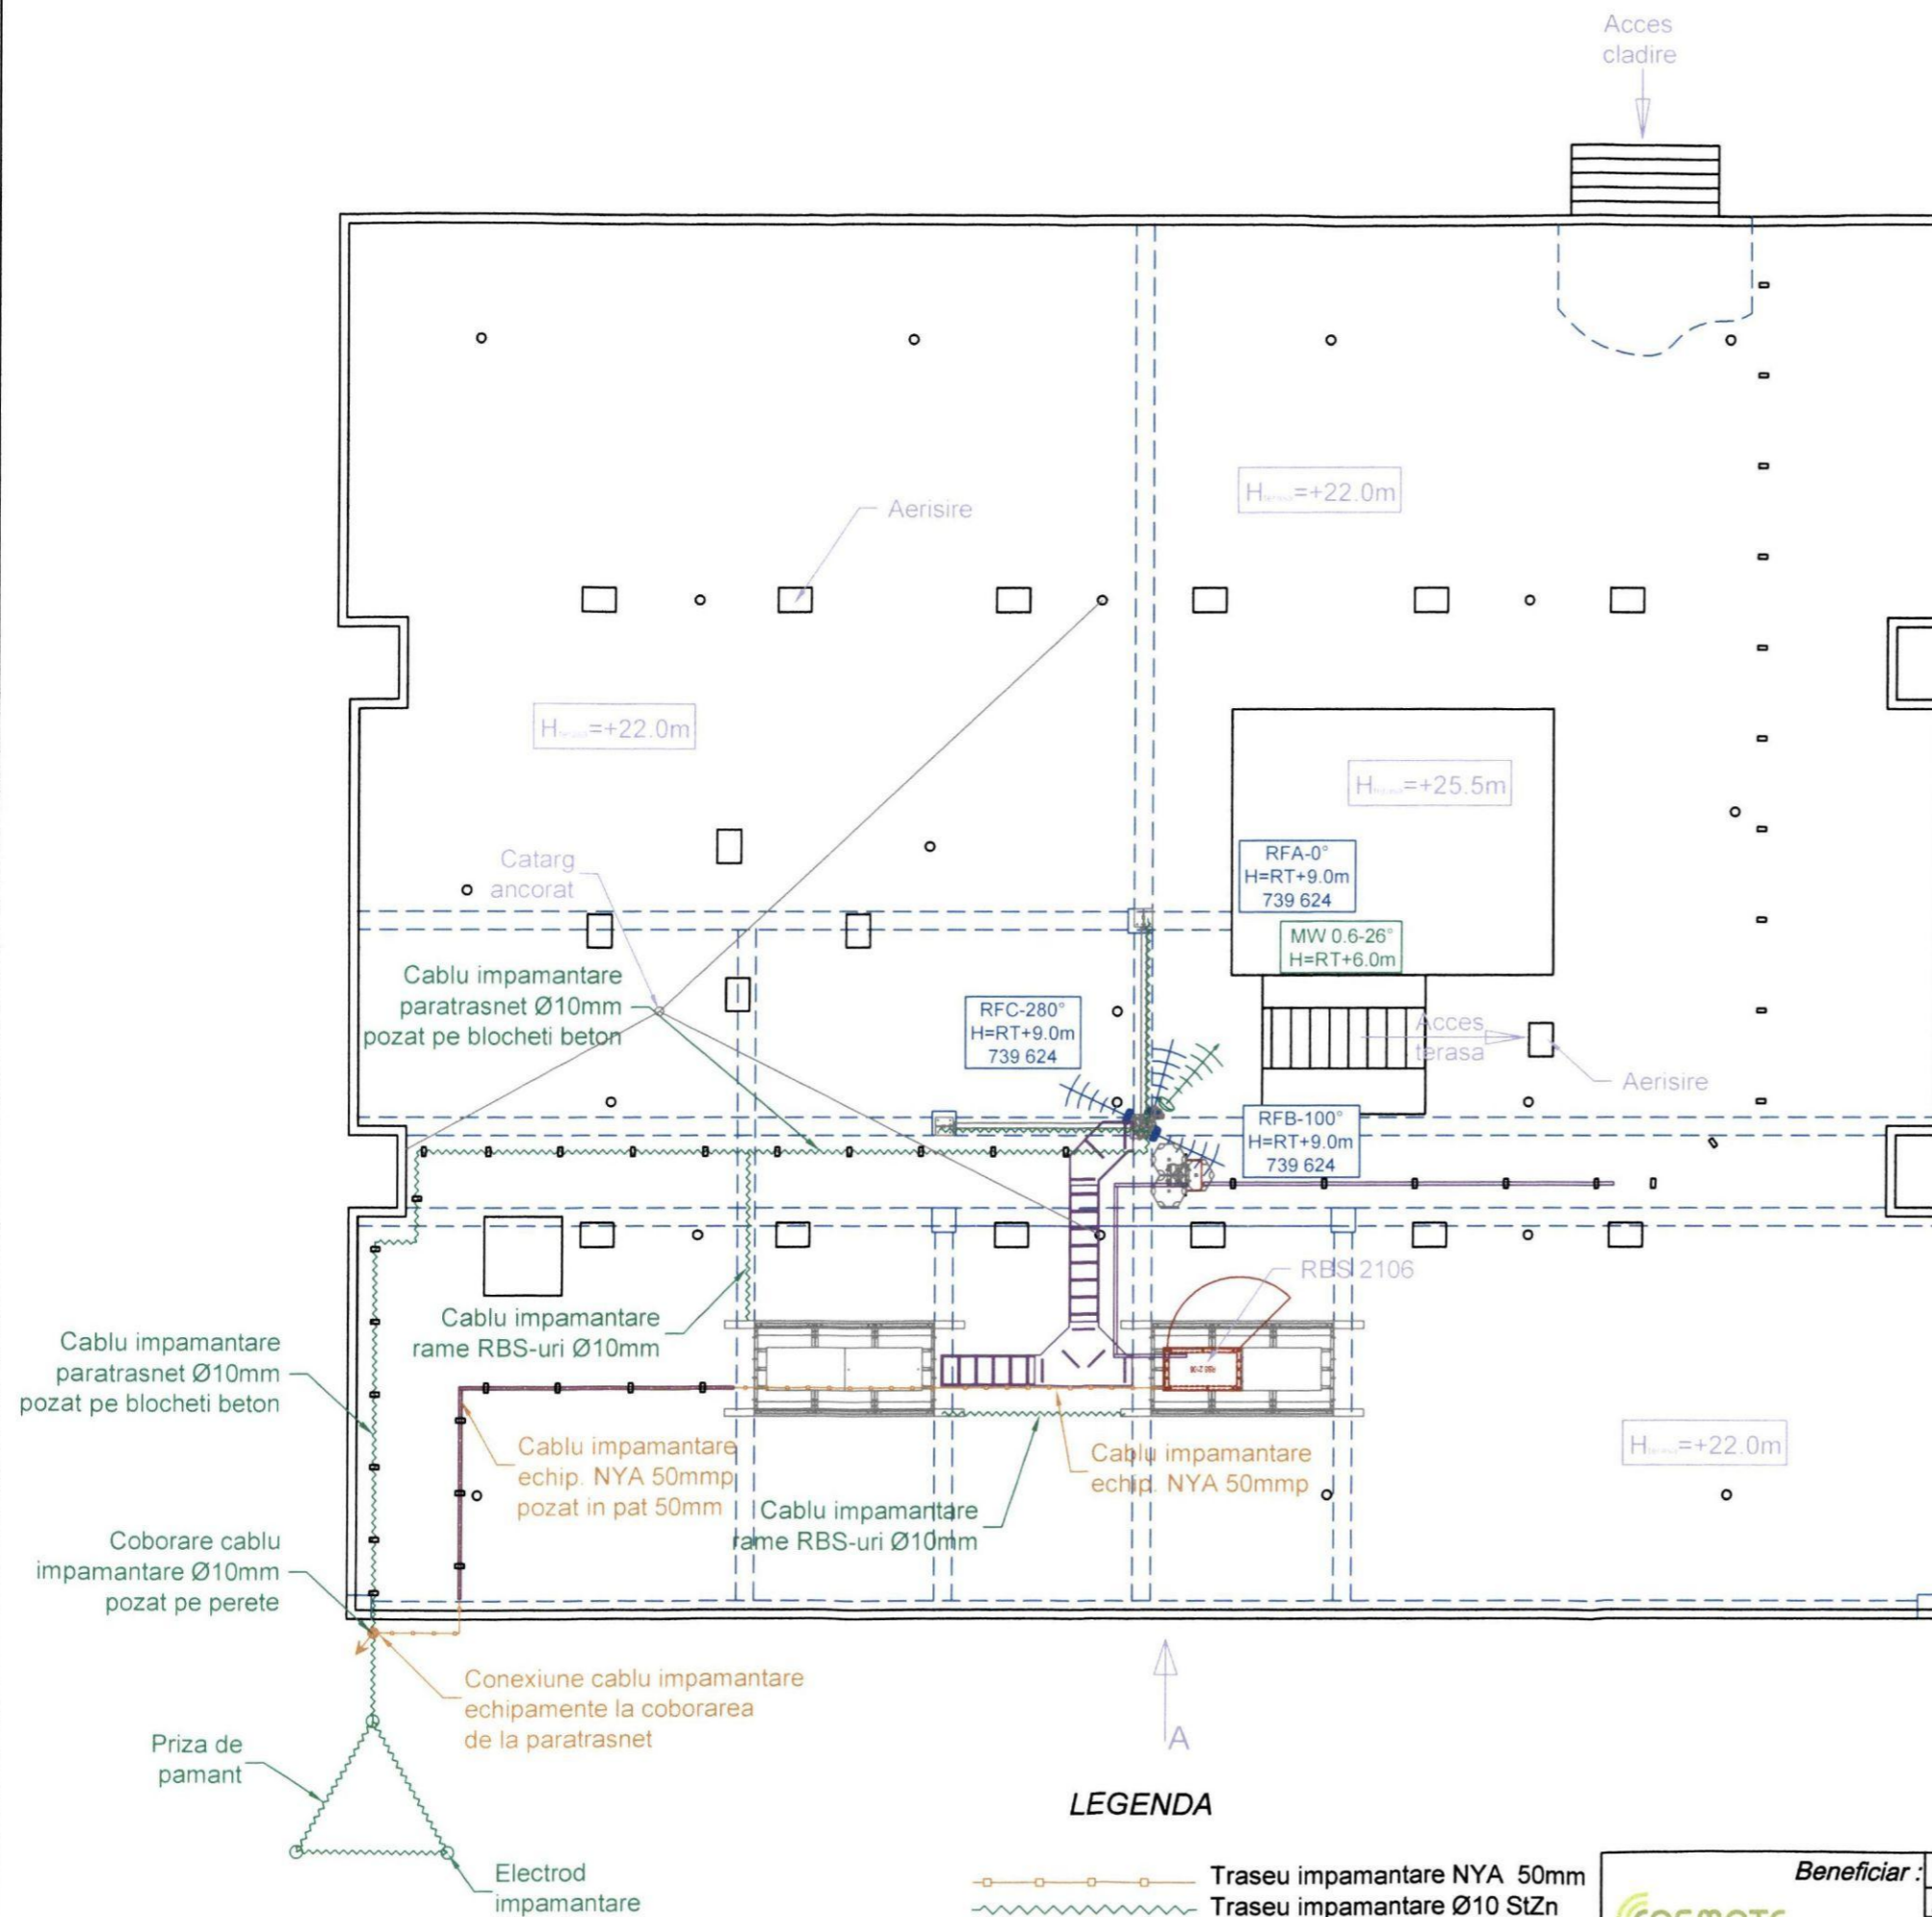 Acces
cladire
H =+22.0m
Aerisire
H =+22.0m
H =+25.5m
Catarg
ancorat
RFA-0°
H=RT+9.0m
739 624
MW 0.6-26°
H=RT+6.0m
Cablu impamantare
paratrasnet Ø10mm
pozat pe blocheti beton
RFC-280°
H=RT+9.0m
739 624
Acces
terasa
Aerisire
RFB-100°
H=RT+9.0m
739 624
RBS 2106
Cablu impamantare
rame RBS-uri Ø10mm
Cablu impamantare
paratrasnet Ø10mm
pozat pe blocheti beton
Cablu impamantare
echip. NYA 50mmp
pozat in pat 50mm
Cablu impamantare
echip. NYA 50mmp
H =+22.0m
Cablu impamantare
rame RBS-uri Ø10mm
Coborare cablu
impamantare Ø10mm
pozat pe perete
Conexiune cablu impamantare
echipamente la coborarea
de la paratrasnet
A
Priza de
pamant
Electrod
impamantare
LEGENDA
Traseu impamantare NYA 50mm
Traseu impamantare Ø10 StZn
Beneficiar :